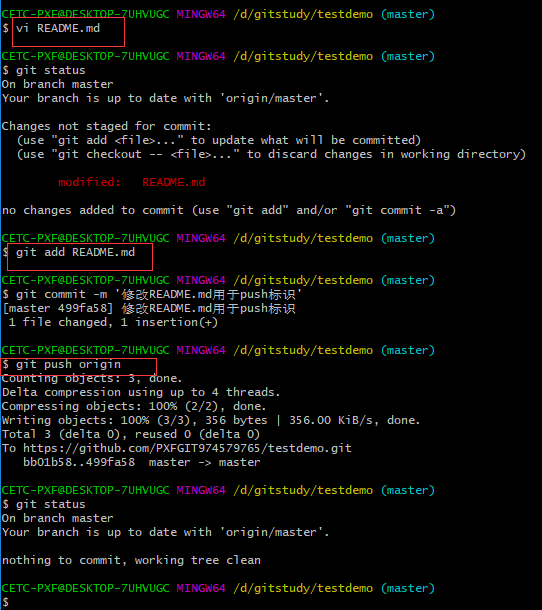 CETC-PXF@DESKTOP-7UHVUGC MINGW64 /d/gitstudy/testdemo (master)
$ vi README.md
CETC-PXF@DESKTOP-7UHVUGC MINGW64 /d/gitstudy/testdemo (master)
$ git status
On branch master
Your branch is up to date with 'origin/master'.
Changes not staged for commit:
(use "git add <file>..." to update what will be committed)
(use "git checkout -- <file>..." to discard changes in working directory)
modified:   README.md
no changes added to commit (use "git add" and/or "git commit -a")
CETC-PXF@DESKTOP-7UHVUGC MINGW64 /d/gitstudy/testdemo (master)
$ git add README.md
CETC-PXF@DESKTOP-7UHVUGC MINGW64 /d/gitstudy/testdemo (master)
$ git commit -m '修改README.md用于push标识'
[master 499fa58] 修改README.md用于push标识
1 file changed, 1 insertion(+)
CETC-PXF@DESKTOP-7UHVUGC MINGW64 /d/gitstudy/testdemo (master)
$ git push origin
Counting objects: 3, done.
Delta compression using up to 4 threads.
Compressing objects: 100% (2/2), done.
Writing objects: 100% (3/3), 356 bytes | 356.00 KiB/s, done.
Total 3 (delta 0), reused 0 (delta 0)
To https://github.com/PXFGIT974579765/testdemo.git
bb01b58..499fa58  master -> master
CETC-PXF@DESKTOP-7UHVUGC MINGW64 /d/gitstudy/testdemo (master)
$ git status
On branch master
Your branch is up to date with 'origin/master'.
nothing to commit, working tree clean
CETC-PXF@DESKTOP-7UHVUGC MINGW64 /d/gitstudy/testdemo (master)
$